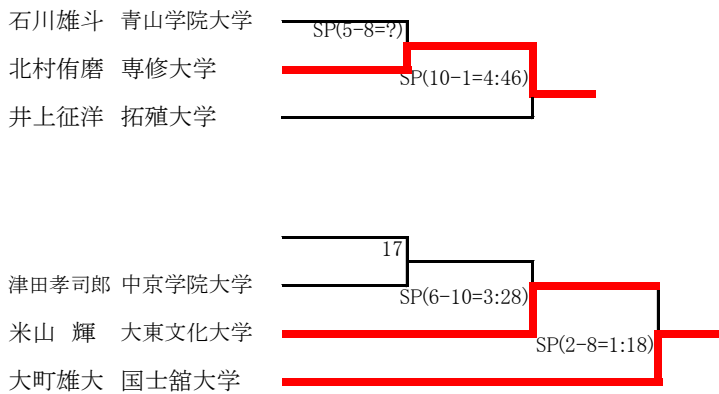 石川雄斗 青山学院大学
SP(5-8=?)
北村侑磨 専修大学
SP(10-1=4:46)
井上征洋 拓殖大学
17
津田孝司郎 中京学院大学
SP(6-10=3:28)
米山 輝 大東文化大学
SP(2-8=1:18)
大町雄大 国士舘大学